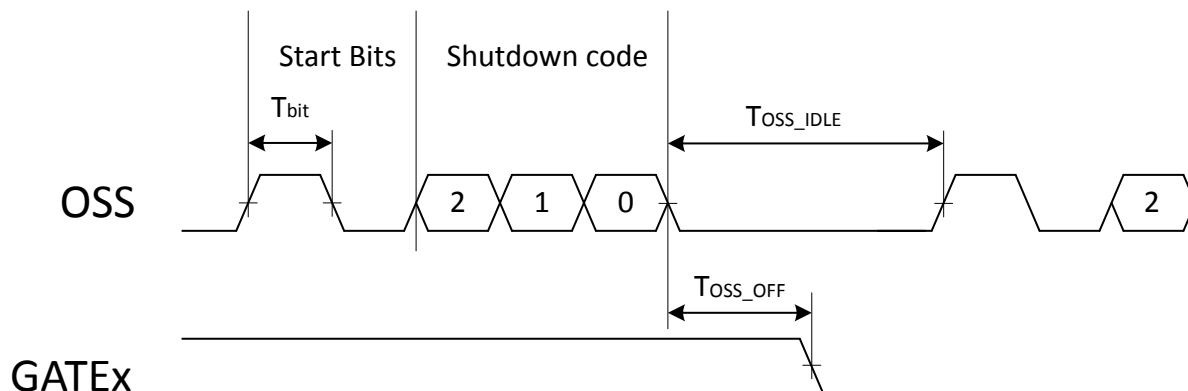 Start Bits Shutdown code
Tbit TOSS_IDLE
OSS 2 1 0 2
TOSS_OFF
GATEx